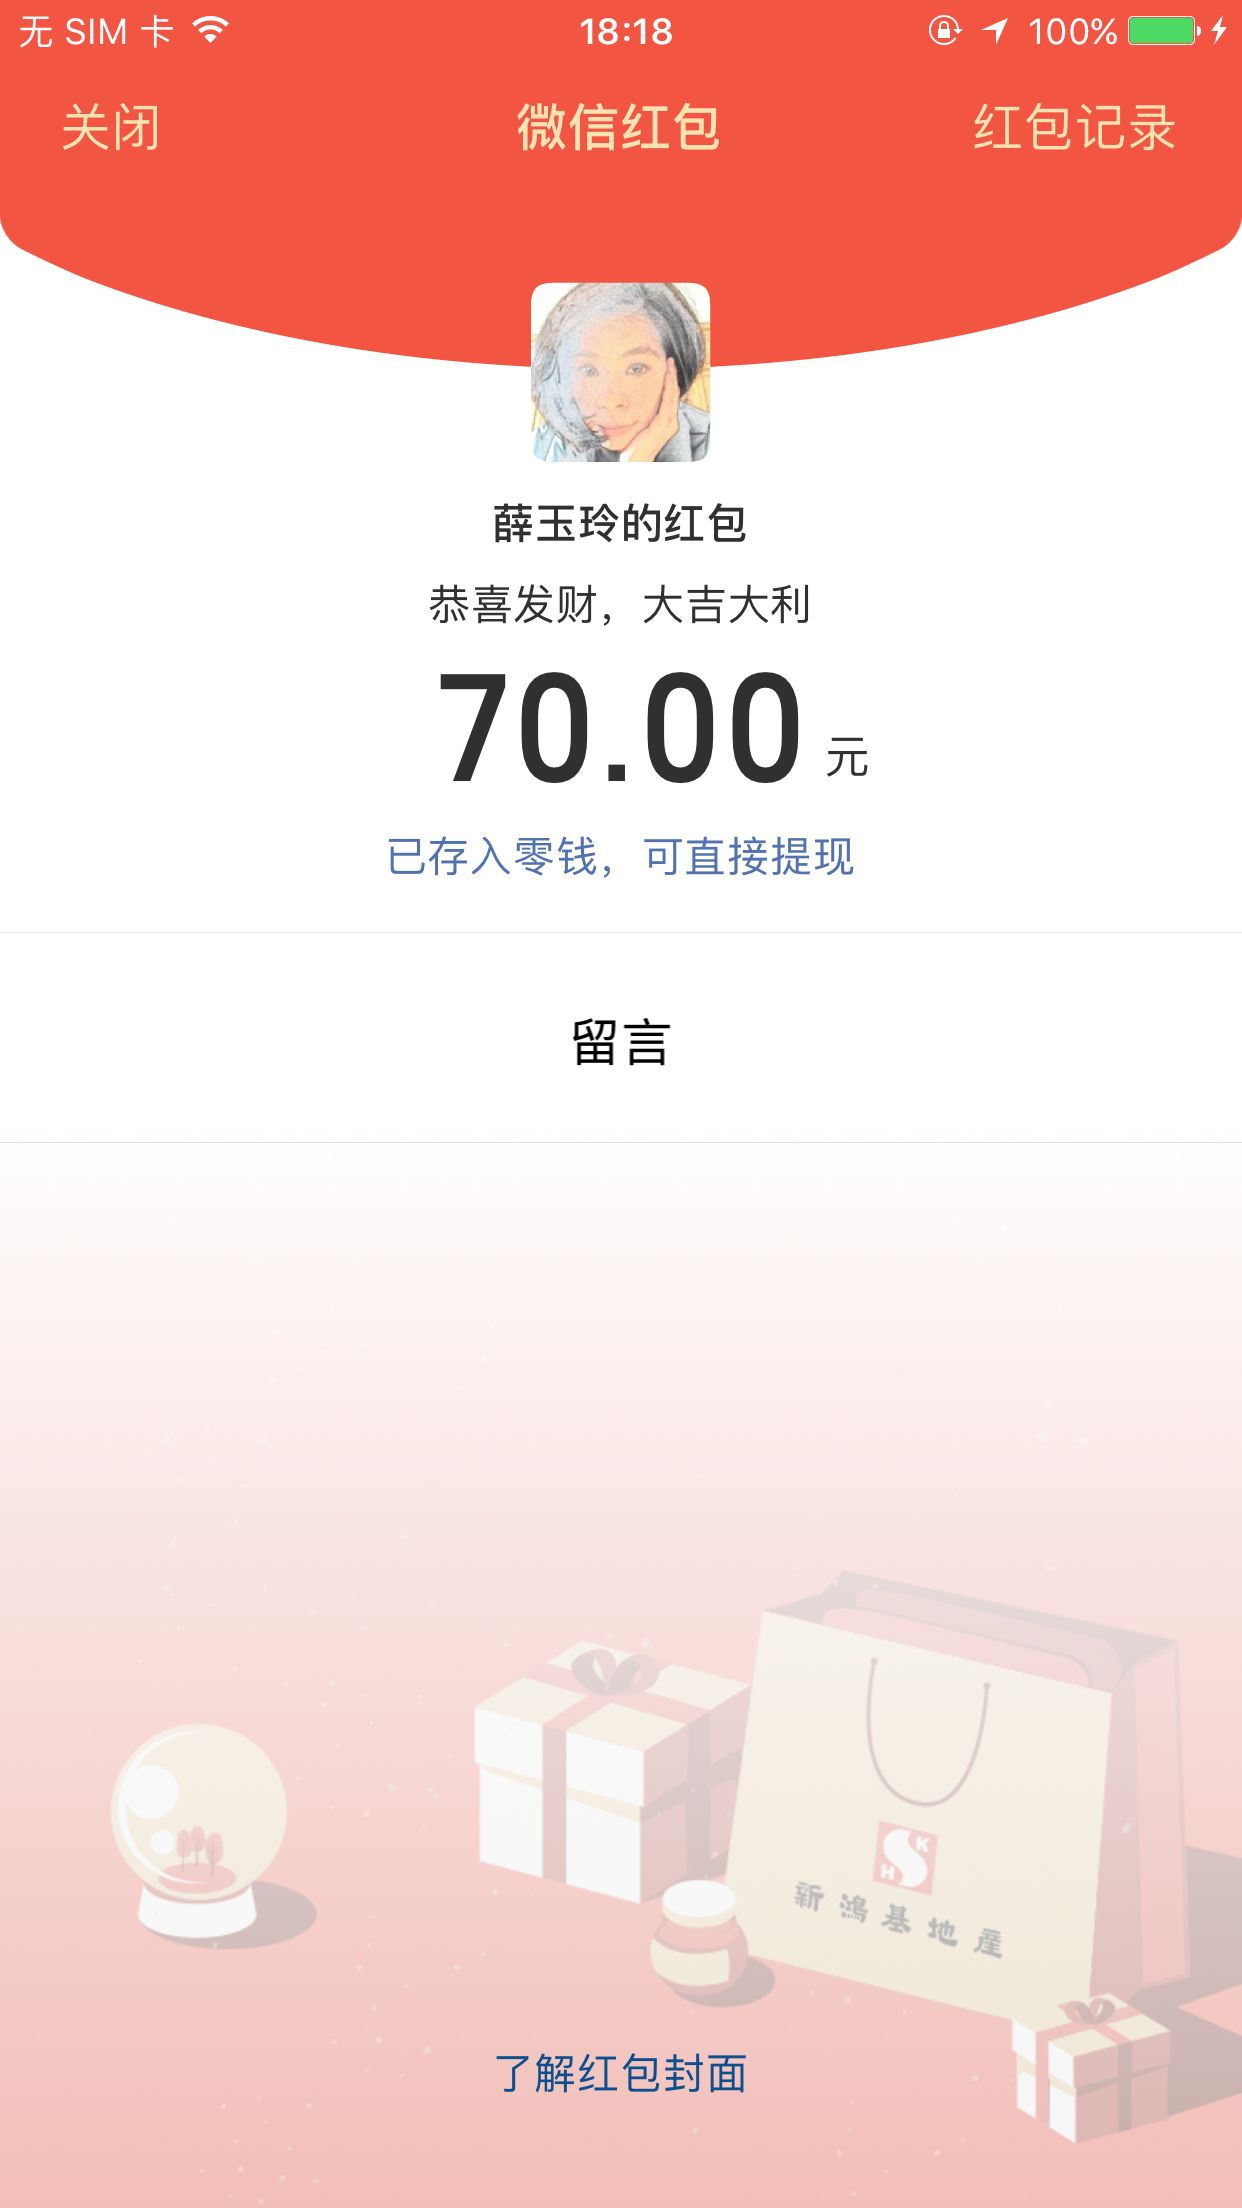 无 SIM 卡 18:18 100%
关闭 微信红包 红包记录
薛玉玲的红包
恭喜发财，大吉大利
70.00 元
已存入零钱，可直接提现
留言
S K H
新鴻基地產
了解红包封面